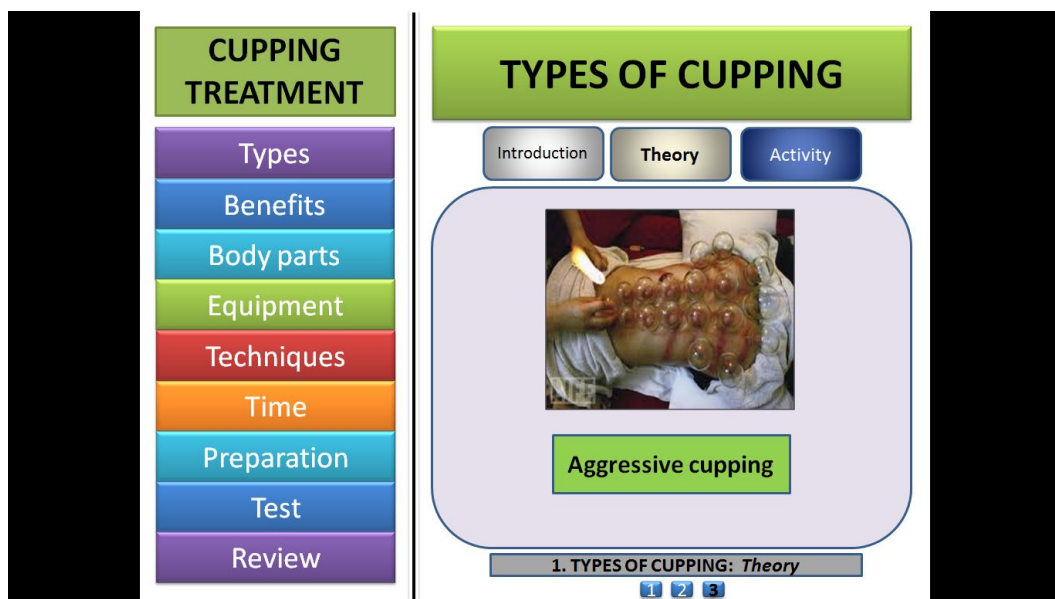 CUPPING
TREATMENT
Types
Benefits
Body parts
Equipment
Techniques
Time
Preparation
Test
Review
TYPES OF CUPPING
Introduction
Theory
Activity
LIFE
Aggressive cupping
1. TYPES OF CUPPING: Theory
1 2 3